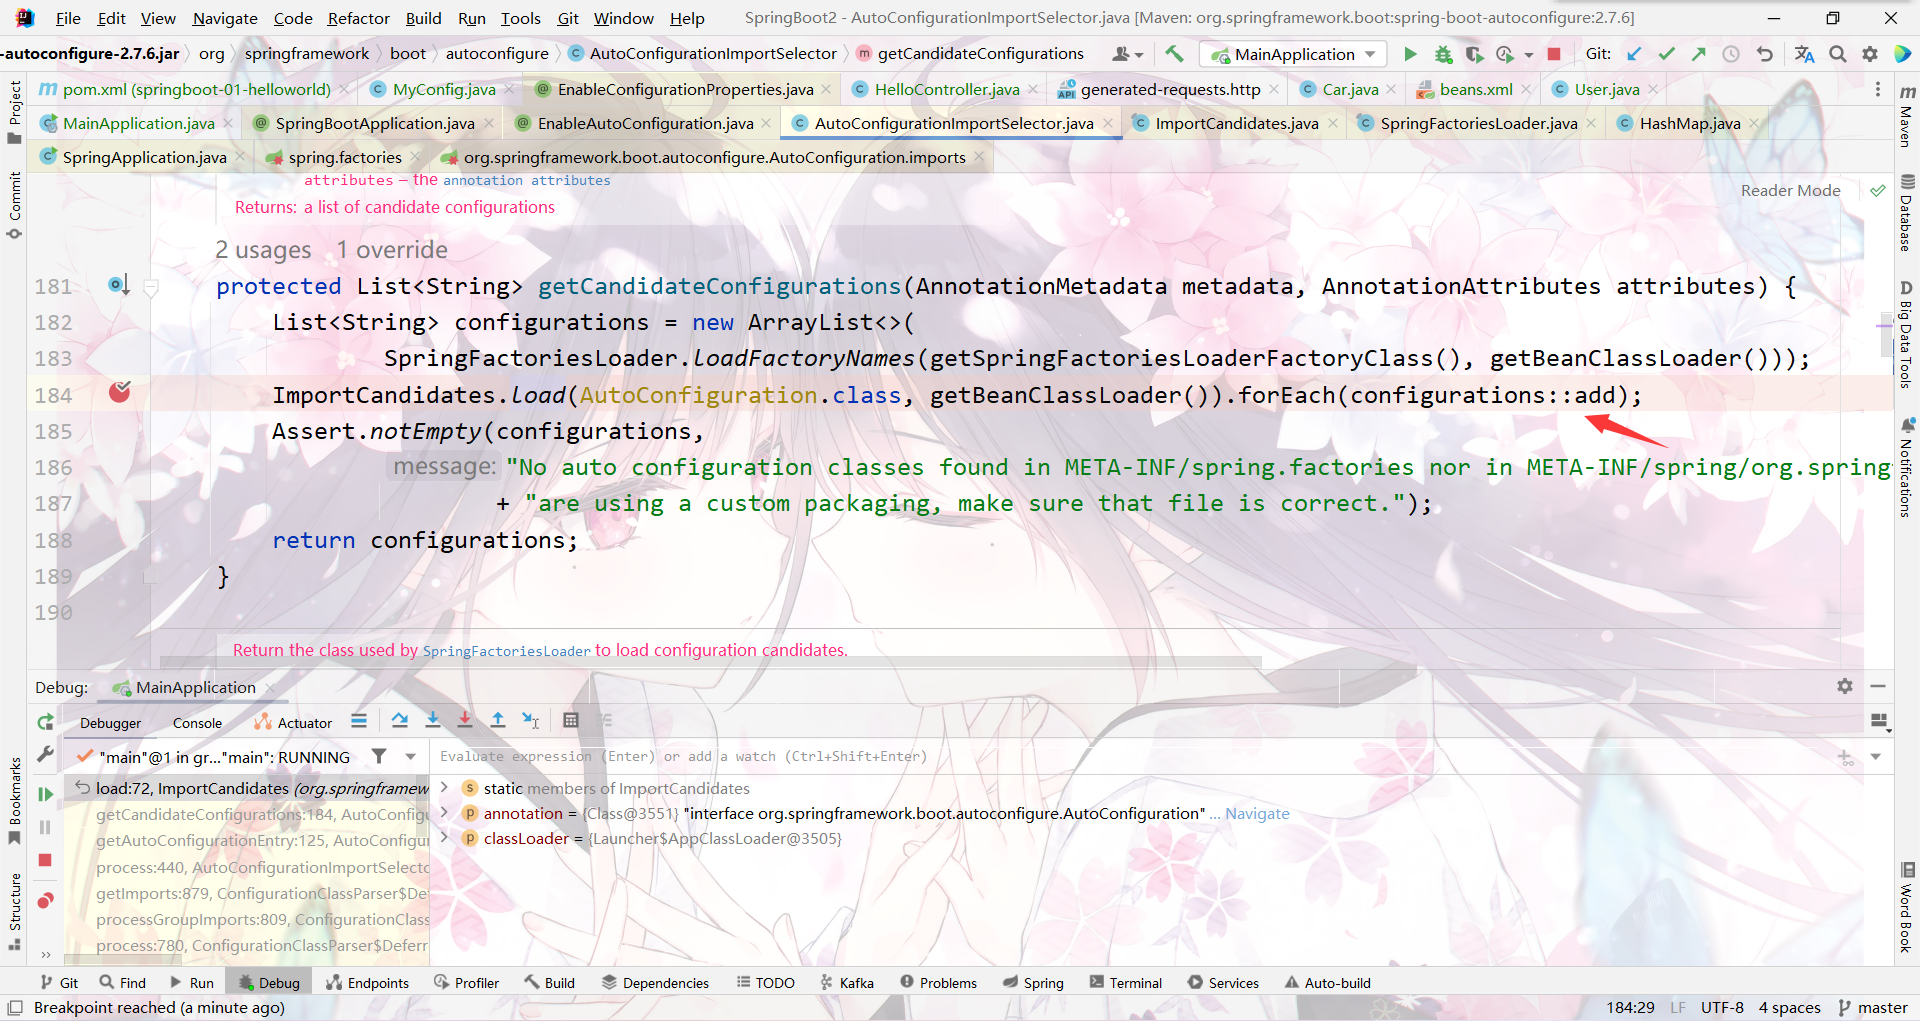 File Edit View Navigate Code Refactor Build Run Tools Git Window Help SpringBoot2 - AutoConfigurationImportSelector.java [Maven: org.springframework.boot:spring-boot-autoconfigure:2.7.6]
-autoconfigure-2.7.6.jar org springframework boot autoconfigure AutoConfigurationImportSelector getCandidateConfigurations MainApplication Git:
pom.xml (springboot-01-helloworld) MyConfig.java EnableConfigurationProperties.java HelloController.java generated-requests.http Car.java beans.xml User.java
MainApplication.java SpringBootApplication.java EnableAutoConfiguration.java AutoConfigurationImportSelector.java ImportCandidates.java SpringFactoriesLoader.java HashMap.java
SpringApplication.java spring.factories org.springframework.boot.autoconfigure.AutoConfiguration.imports
attributes – the annotation attributes
Returns: a list of candidate configurations
Reader Mode
2 usages 1 override
181 protected List<String> getCandidateConfigurations(AnnotationMetadata metadata, AnnotationAttributes attributes) {
182 List<String> configurations = new ArrayList<>(
183 SpringFactoriesLoader.loadFactoryNames(getSpringFactoriesLoaderFactoryClass(), getBeanClassLoader()));
184 ImportCandidates.load(AutoConfiguration.class, getBeanClassLoader()).forEach(configurations::add);
185 Assert.notEmpty(configurations,
186 message: "No auto configuration classes found in META-INF/spring.factories nor in META-INF/spring/org.spring
187 + "are using a custom packaging, make sure that file is correct.");
188 return configurations;
189 }
190
Return the class used by SpringFactoriesLoader to load configuration candidates.
Debug: MainApplication
Debugger Console Actuator
"main"@1 in gr..."main": RUNNING
Evaluate expression (Enter) or add a watch (Ctrl+Shift+Enter)
load:72, ImportCandidates (org.springframew
getCandidateConfigurations:184, AutoConfig
getAutoConfigurationEntry:125, AutoConfigur
process:440, AutoConfigurationImportSelecto
getImports:879, ConfigurationClassParser$De
processGroupImports:809, ConfigurationClass
process:780, ConfigurationClassParser$Deferr
static members of ImportCandidates
annotation = {Class@3551} "interface org.springframework.boot.autoconfigure.AutoConfiguration" ... Navigate
classLoader = {Launcher$AppClassLoader@3505}
Project
Commit
Bookmarks
Structure
Maven
Database
Big Data Tools
Notifications
Word Book
Git Find Run Debug Endpoints Profiler Build Dependencies TODO Kafka Problems Spring Terminal Services Auto-build
Breakpoint reached (a minute ago) 184:29 LF UTF-8 4 spaces master